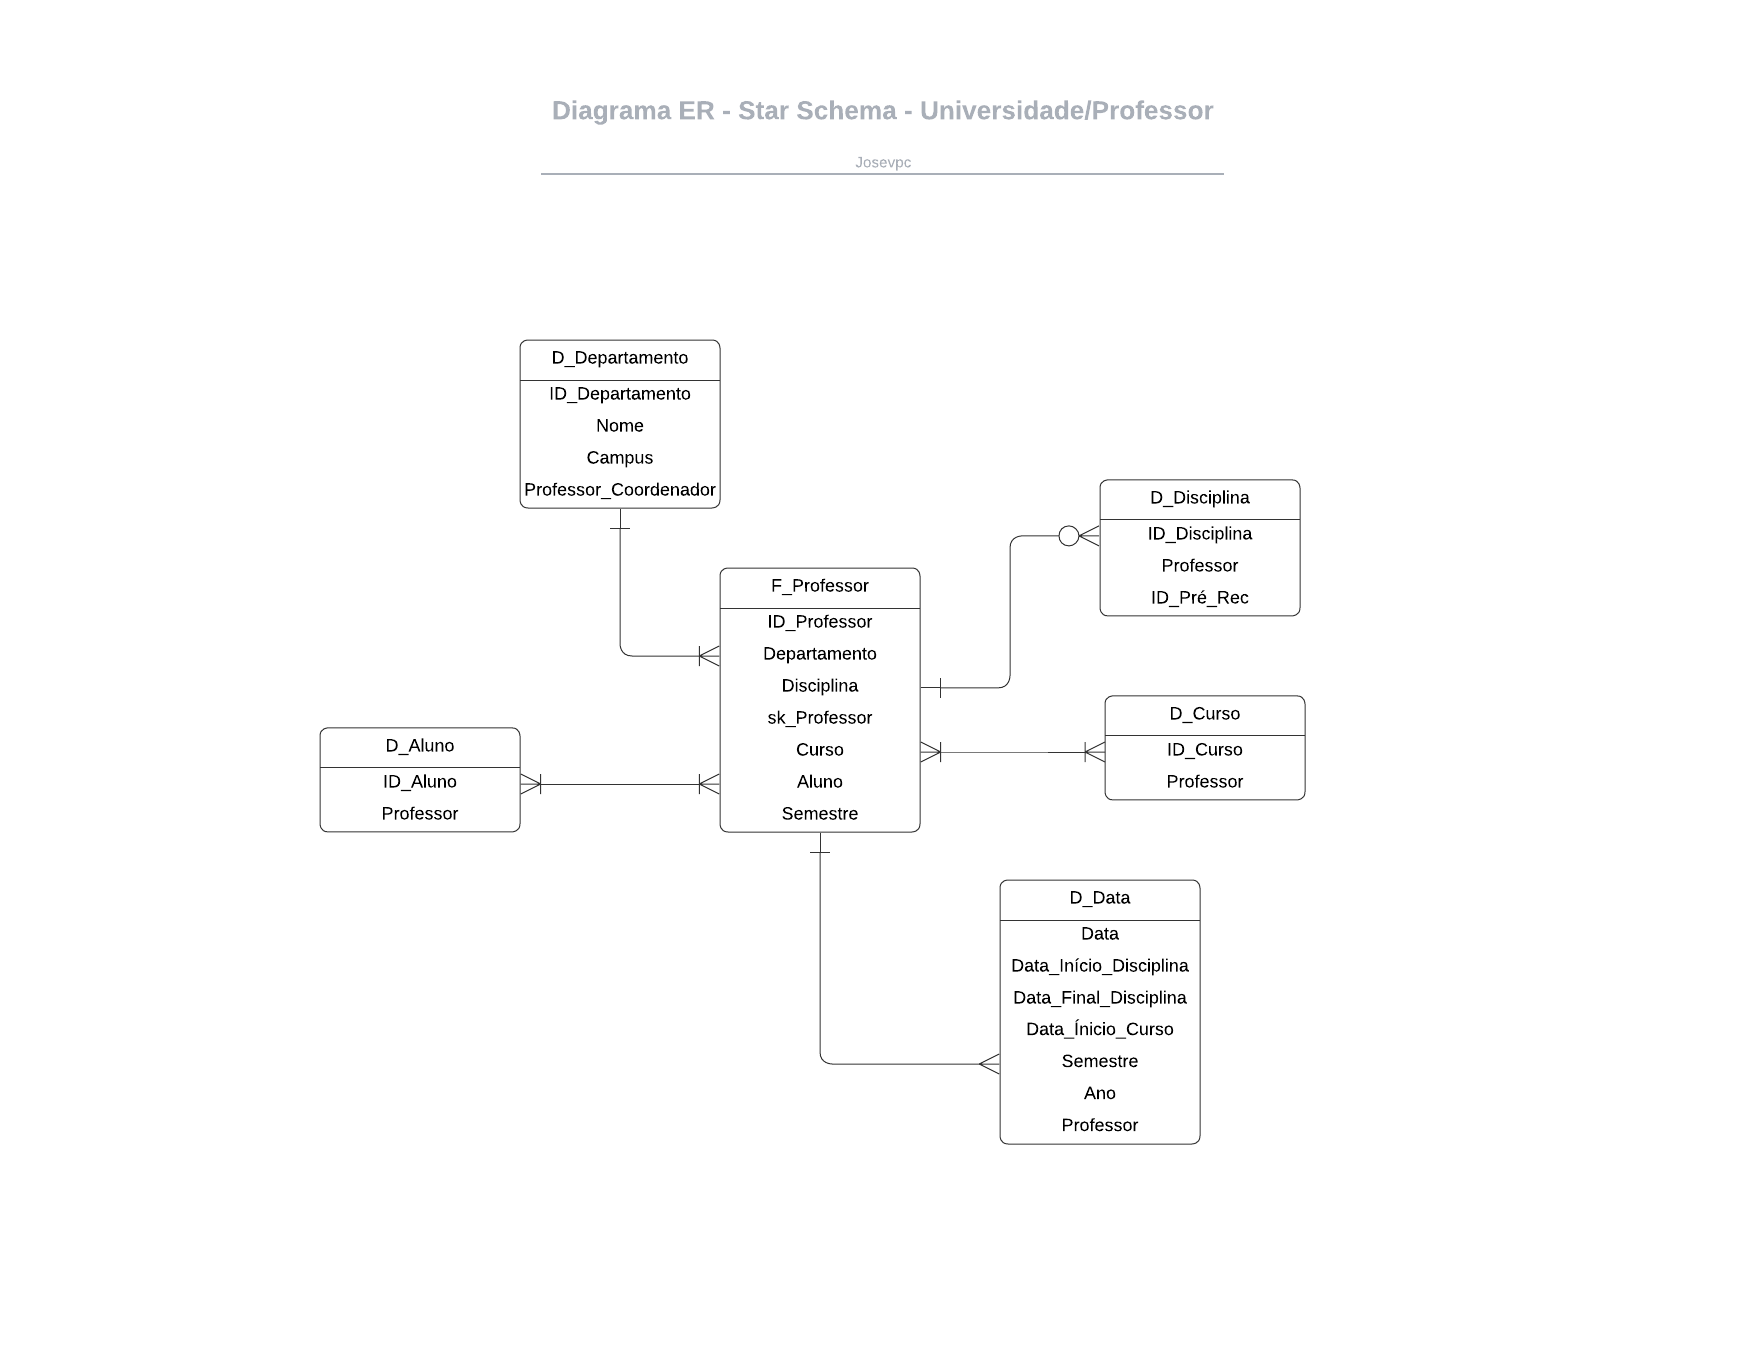 Diagrama ER - Star Schema - Universidade/Professor
Josevpc
D_Departamento
ID_Departamento
Nome
Campus
Professor_Coordenador
D_Disciplina
ID_Disciplina
Professor
ID_Pré_Rec
F_Professor
ID_Professor
Departamento
Disciplina
sk_Professor
Curso
Aluno
Semestre
D_Curso
ID_Curso
Professor
D_Aluno
ID_Aluno
Professor
D_Data
Data
Data_Início_Disciplina
Data_Final_Disciplina
Data_Ínicio_Curso
Semestre
Ano
Professor